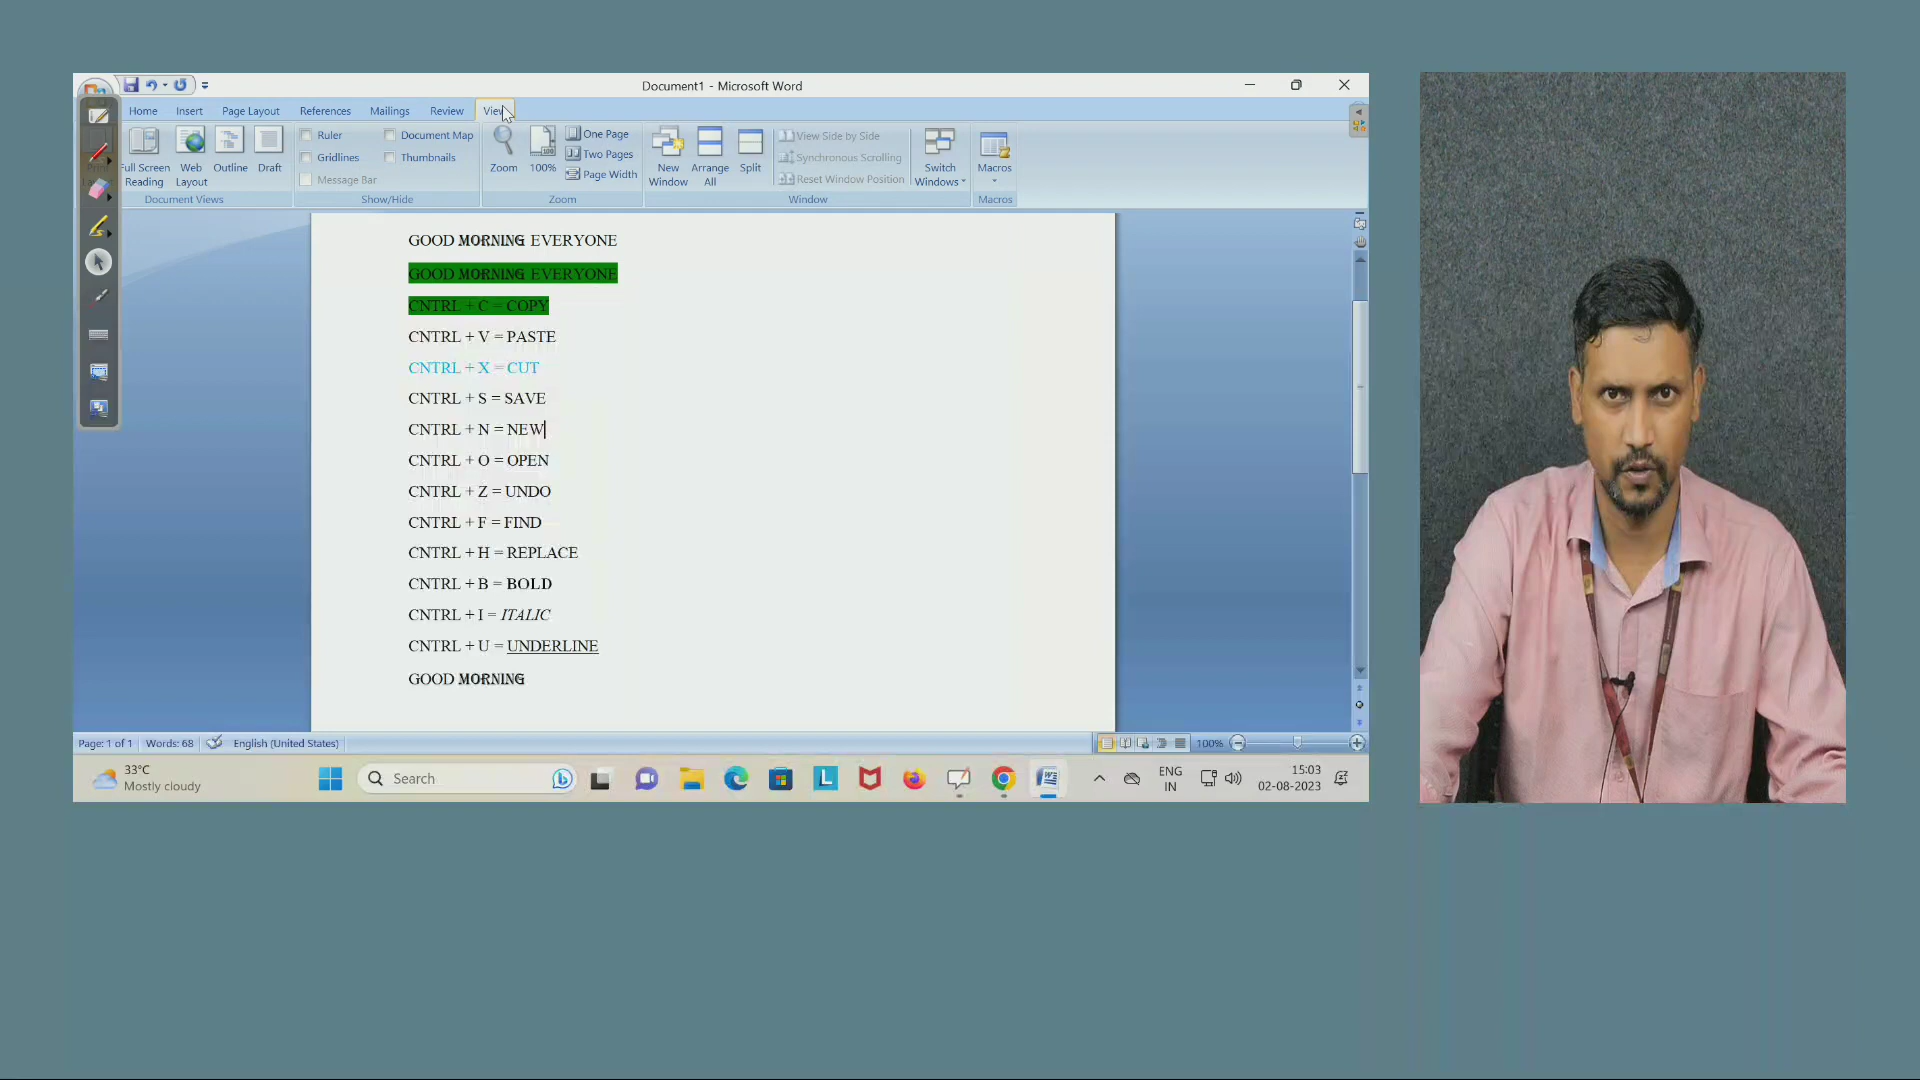 Document1 - Microsoft Word
Home Insert Page Layout References Mailings Review View
Full Screen Reading
Web Layout
Outline
Draft
Document Views
Ruler
Gridlines
Message Bar
Document Map
Thumbnails
Show/Hide
Zoom
100%
One Page
Two Pages
Page Width
Zoom
New Window
Arrange All
Split
View Side by Side
Synchronous Scrolling
Reset Window Position
Switch Windows
Window
Macros
Macros
GOOD MORNING EVERYONE
GOOD MORNING EVERYONE
CNTRL + C = COPY
CNTRL + V = PASTE
CNTRL + X = CUT
CNTRL + S = SAVE
CNTRL + N = NEW
CNTRL + O = OPEN
CNTRL + Z = UNDO
CNTRL + F = FIND
CNTRL + H = REPLACE
CNTRL + B = BOLD
CNTRL + I = ITALIC
CNTRL + U = UNDERLINE
GOOD MORNING
Page: 1 of 1 Words: 68 English (United States) 100%
33°C
Mostly cloudy
Search
ENG
IN
15:03
02-08-2023